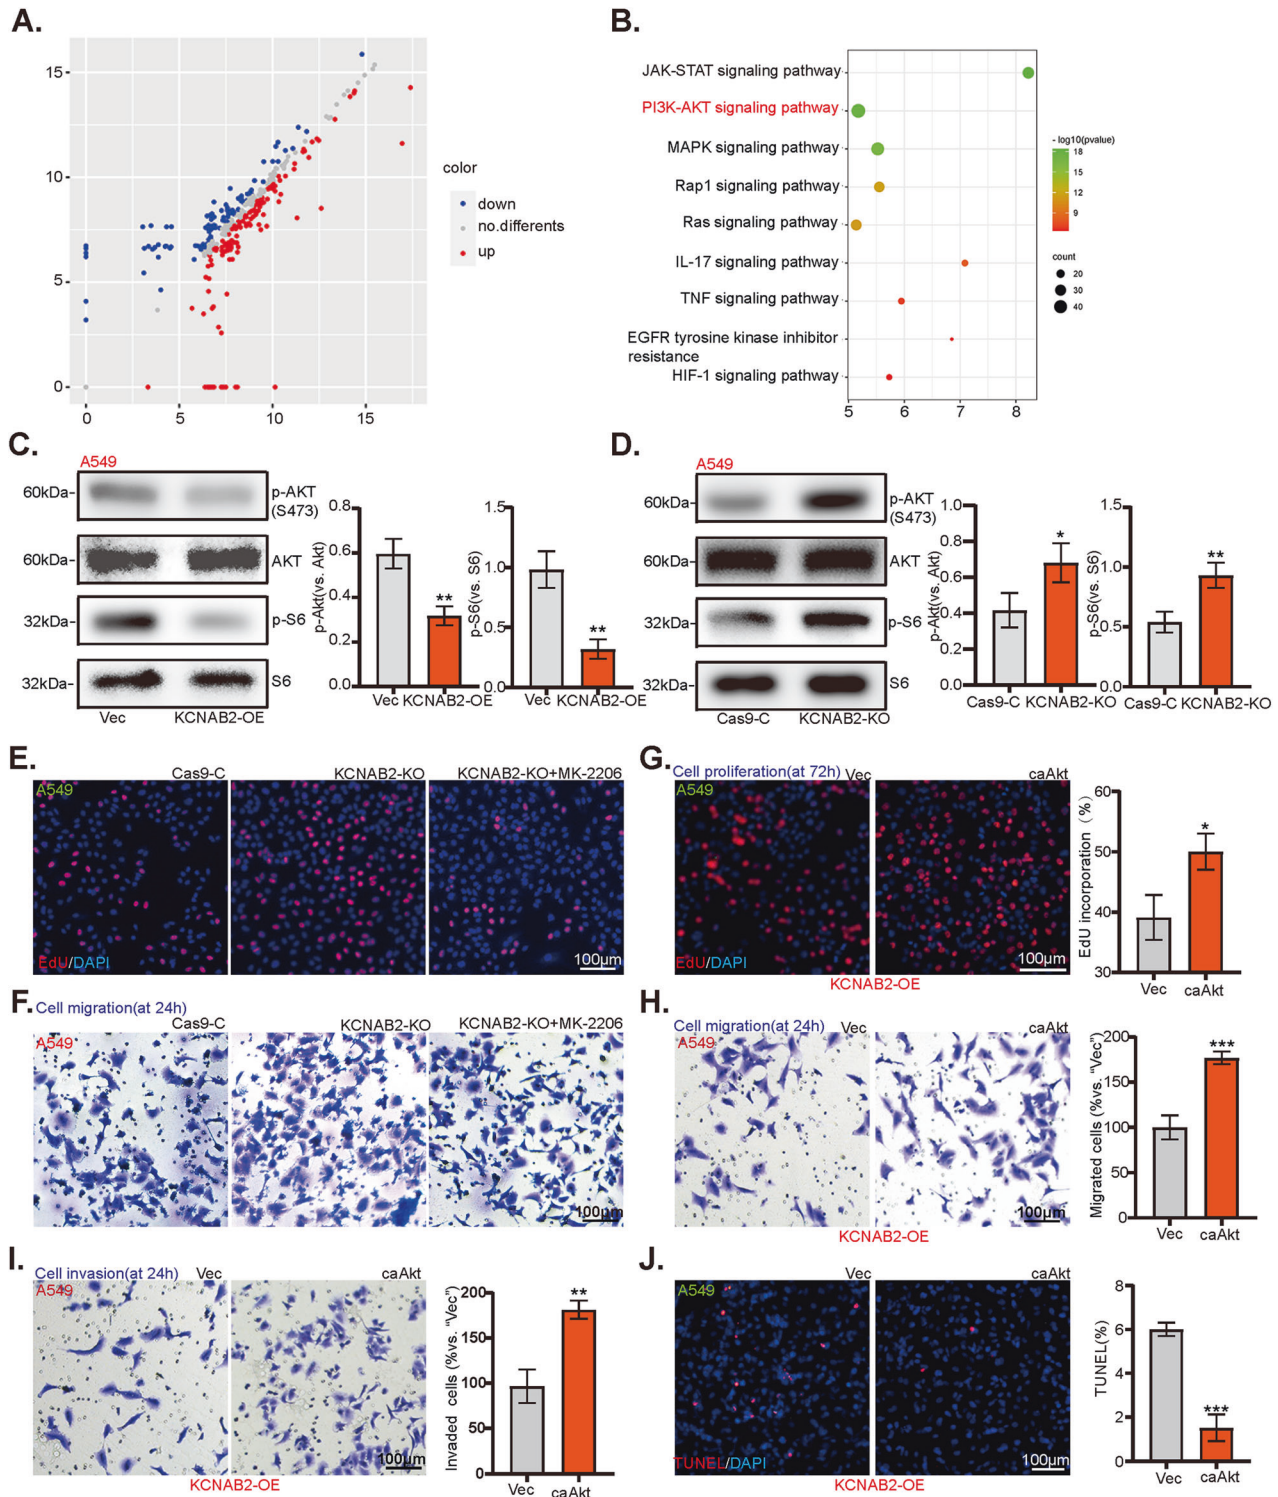 A.
15
10
5
0
0
5
10
15
color
down
no.differents
up
B.
JAK-STAT signaling pathway
PI3K-AKT signaling pathway
MAPK signaling pathway
Rap1 signaling pathway
Ras signaling pathway
IL-17 signaling pathway
TNF signaling pathway
EGFR tyrosine kinase inhibitor
resistance
HIF-1 signaling pathway
5
6
7
8
- log10(pvalue)
18
15
12
9
count
20
30
40
C.
A549
60kDa-
p-AKT
(S473)
60kDa-
AKT
32kDa-
p-S6
32kDa-
S6
Vec
KCNAB2-OE
p-Akt(vs. Akt)
0.8
0.6
0.4
0.2
0.0
**
Vec KCNAB2-OE
p-S6(vs. S6)
1.5
1.0
0.5
0.0
**
Vec KCNAB2-OE
D.
A549
60kDa-
p-AKT
(S473)
60kDa-
AKT
32kDa-
p-S6
32kDa-
S6
Cas9-C
KCNAB2-KO
p-Akt(vs. Akt)
1.0
0.8
0.6
0.4
0.2
0.0
*
Cas9-C KCNAB2-KO
p-S6(vs. S6)
1.5
1.0
0.5
0.0
**
Cas9-C KCNAB2-KO
E.
Cas9-C
KCNAB2-KO
KCNAB2-KO+MK-2206
A549
EdU/DAPI
100μm
G.
Cell proliferation(at 72h)
Vec
caAkt
A549
EdU/DAPI
100μm
KCNAB2-OE
EdU incorporation (%)
60
50
40
30
*
Vec
caAkt
F.
Cell migration(at 24h)
Cas9-C
KCNAB2-KO
KCNAB2-KO+MK-2206
A549
100μm
H.
Cell migration(at 24h)
Vec
caAkt
A549
100μm
KCNAB2-OE
Migrated cells (%vs. "Vec")
200
150
100
50
0
***
Vec
caAkt
I.
Cell invasion(at 24h)
Vec
caAkt
A549
100μm
KCNAB2-OE
Invaded cells (%vs. "Vec")
200
150
100
50
0
**
Vec
caAkt
J.
Vec
caAkt
A549
TUNEL/DAPI
100μm
KCNAB2-OE
TUNEL(%)
8
6
4
2
0
***
Vec
caAkt